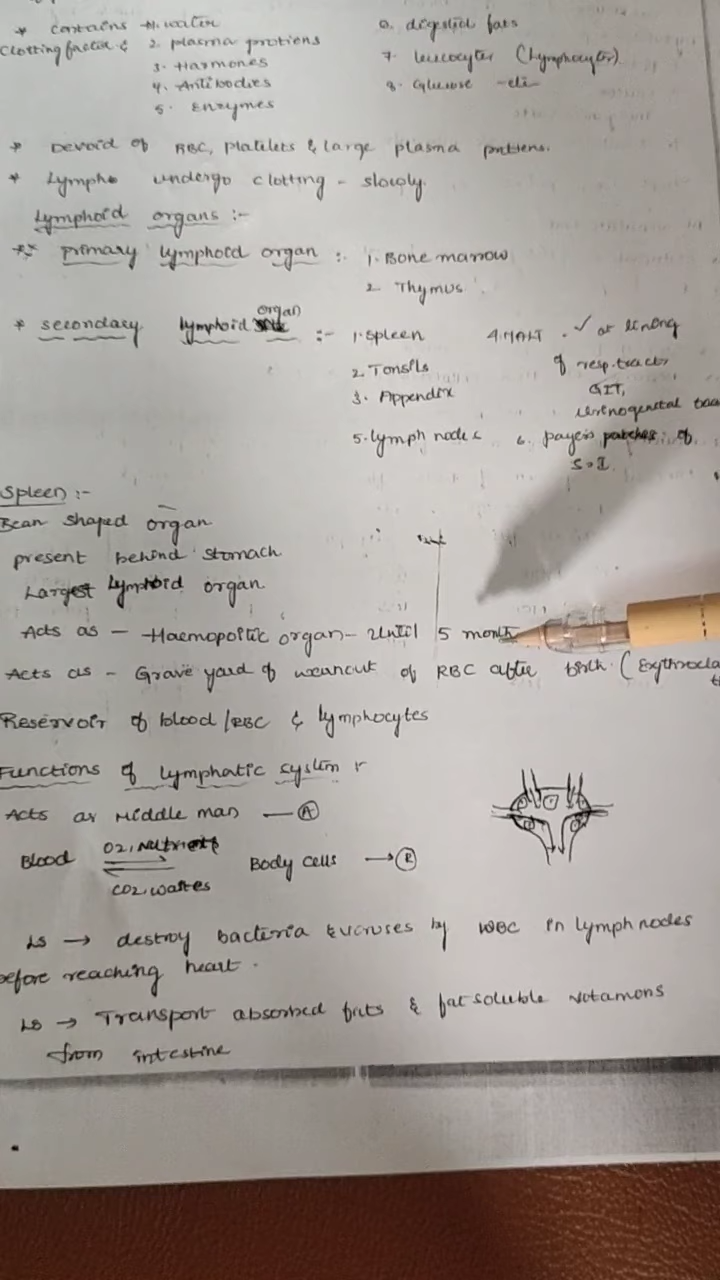 * contains → 1. water
Clotting factor & 2. plasma protiens
3. Harmones
4. Antibodies
5. Enzymes
6. digested fats
7. leucocytes (Lymphocytes)
8. Glucose - etc
* Devoid of RBC, platelets & large plasma protiens.
* Lymph undergo clotting - slowly.
Lymphoid organs :-
** primary lymphoid organ :- 1. Bone marrow
2. Thymus.
* secondary lymphoid organ :- 1. spleen
2. Tonsils
3. Appendix
4. MALT . ✓ at lining
of resp. tracts
GIT,
urinogenital
5. lymph nodes 6. payers patches of
S.I.
Spleen :-
Bean shaped organ
present behind stomach
Largest lymphoid organ
Acts as - Haemopoitic organ - until 5 month
Acts as - Grave yard of wornout of RBC after birth. (Erythrocla
Reservoir of blood / RBC & lymphocytes
Functions of lymphatic system :-
Acts as Middle man — (A)
Blood O2, Nutrients Body cells → (R)
CO2, wastes
Ls → destroy bacteria & viruses by WBC in lymph nodes
before reaching heart.
Ls → Transport absorbed fats & fat soluble vitamons
from intestine